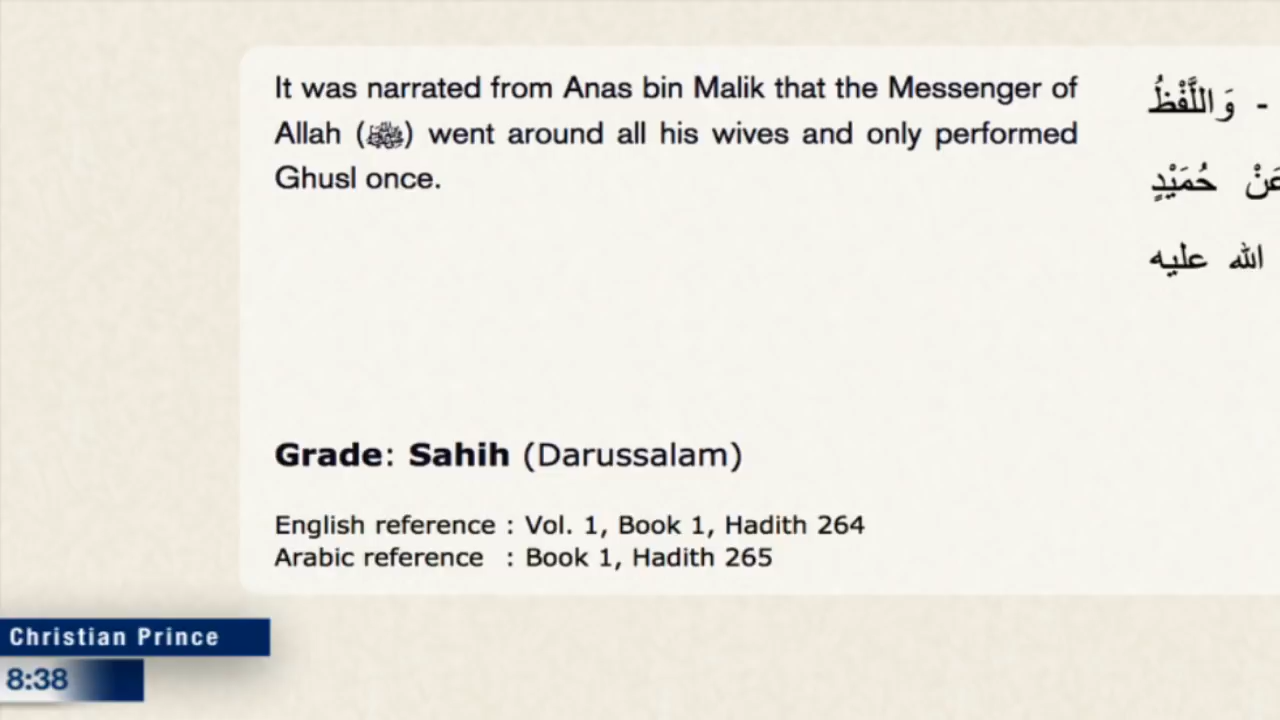 It was narrated from Anas bin Malik that the Messenger of
Allah (ﷺ) went around all his wives and only performed
Ghusl once.
- وَاللَّفْظُ
عَنْ حُمَيْدٍ
الله عليه
Grade: Sahih (Darussalam)
English reference : Vol. 1, Book 1, Hadith 264
Arabic reference : Book 1, Hadith 265
Christian Prince
8:38